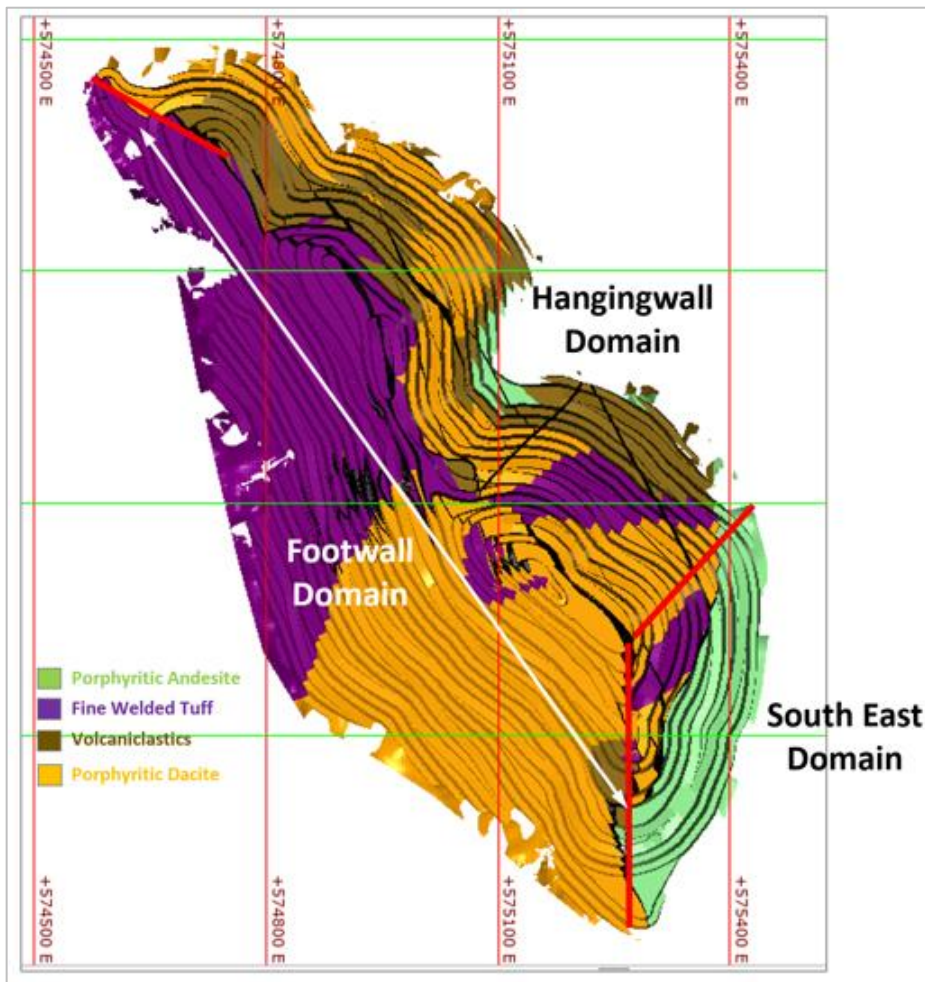 +574500 E
+574800 E
+575100 E
+575400 E
Hangingwall
Domain
Footwall
Domain
Porphyritic Andesite
Fine Welded Tuff
Volcaniclastics
Porphyritic Dacite
South East
Domain
+574500 E
+574800 E
+575100 E
+575400 E